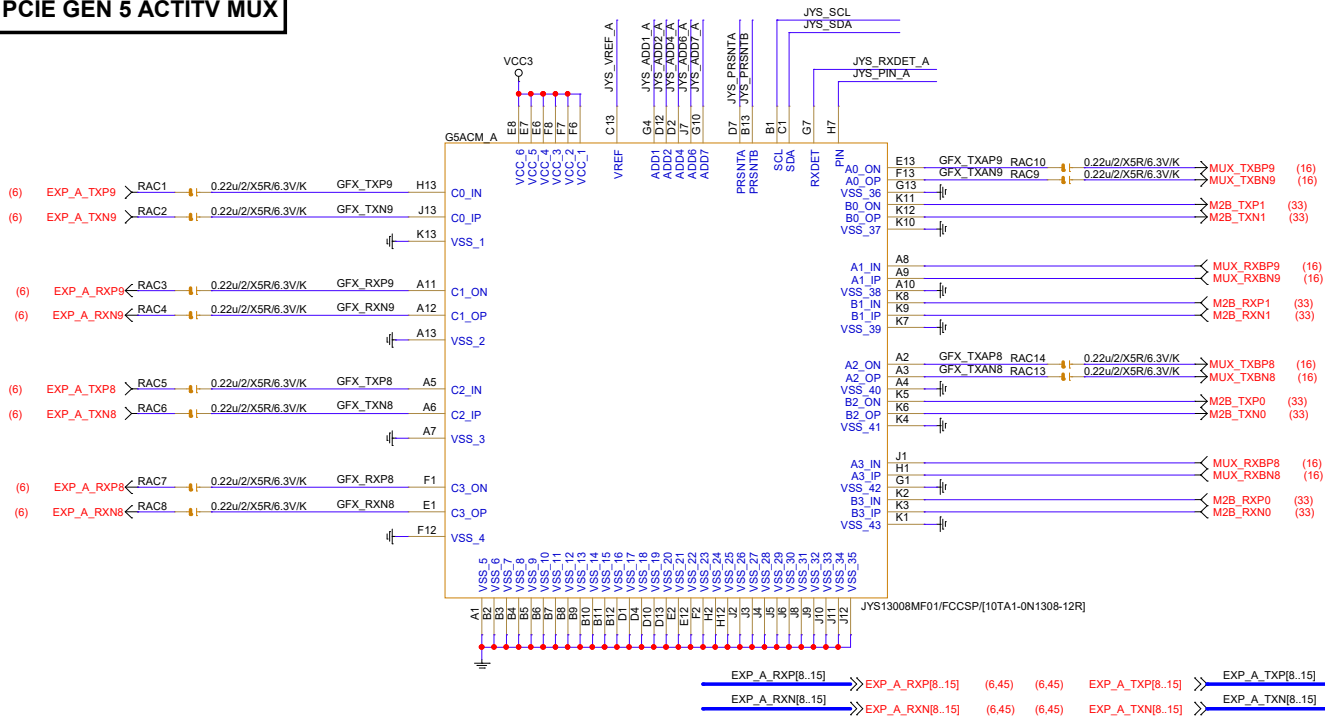 PCIE GEN 5 ACTITV MUX
JYS_SCL
JYS_SDA
JYS_RXDET_A
JYS_PIN_A
VCC3
JYS_VREF_A
JYS_ADD1_A
JYS_ADD2_A
JYS_ADD4_A
JYS_ADD6_A
JYS_ADD7_A
JYS_PRSNTA
JYS_PRSNTB
E8 E7 E6 F8 F7 F6 C13 G4 D12 D2 J7 G10 D7 B13 B1 C1 G7 H7
G5ACM_A
VCC_6 VCC_5 VCC_4 VCC_3 VCC_2 VCC_1 VREF ADD1 ADD2 ADD4 ADD6 ADD7 PRSNTA PRSNTB SCL SDA RXDET PIN
(6) EXP_A_TXP9 RAC1 0.22u/2/X5R/6.3V/K GFX_TXP9 H13 C0_IN
(6) EXP_A_TXN9 RAC2 0.22u/2/X5R/6.3V/K GFX_TXN9 J13 C0_IP
K13 VSS_1
(6) EXP_A_RXP9 RAC3 0.22u/2/X5R/6.3V/K GFX_RXP9 A11 C1_ON
(6) EXP_A_RXN9 RAC4 0.22u/2/X5R/6.3V/K GFX_RXN9 A12 C1_OP
A13 VSS_2
(6) EXP_A_TXP8 RAC5 0.22u/2/X5R/6.3V/K GFX_TXP8 A5 C2_IN
(6) EXP_A_TXN8 RAC6 0.22u/2/X5R/6.3V/K GFX_TXN8 A6 C2_IP
A7 VSS_3
(6) EXP_A_RXP8 RAC7 0.22u/2/X5R/6.3V/K GFX_RXP8 F1 C3_ON
(6) EXP_A_RXN8 RAC8 0.22u/2/X5R/6.3V/K GFX_RXN8 E1 C3_OP
F12 VSS_4
A0_ON E13 GFX_TXAP9 RAC10 0.22u/2/X5R/6.3V/K MUX_TXBP9 (16)
A0_OP F13 GFX_TXAN9 RAC9 0.22u/2/X5R/6.3V/K MUX_TXBN9 (16)
VSS_36 G13
B0_ON K11 M2B_TXP1 (33)
B0_OP K12 M2B_TXN1 (33)
VSS_37 K10
A1_IN A8 MUX_RXBP9 (16)
A1_IP A9 MUX_RXBN9 (16)
VSS_38 A10
B1_IN K8 M2B_RXP1 (33)
B1_IP K9 M2B_RXN1 (33)
VSS_39 K7
A2_ON A2 GFX_TXAP8 RAC14 0.22u/2/X5R/6.3V/K MUX_TXBP8 (16)
A2_OP A3 GFX_TXAN8 RAC13 0.22u/2/X5R/6.3V/K MUX_TXBN8 (16)
VSS_40 A4
B2_ON K5 M2B_TXP0 (33)
B2_OP K6 M2B_TXN0 (33)
VSS_41 K4
A3_IN J1 MUX_RXBP8 (16)
A3_IP H1 MUX_RXBN8 (16)
VSS_42 G1
B3_IN K2 M2B_RXP0 (33)
B3_IP K3 M2B_RXN0 (33)
VSS_43 K1
VSS_5 VSS_6 VSS_7 VSS_8 VSS_9 VSS_10 VSS_11 VSS_12 VSS_13 VSS_14 VSS_15 VSS_16 VSS_17 VSS_18 VSS_19 VSS_20 VSS_21 VSS_22 VSS_23 VSS_24 VSS_25 VSS_26 VSS_27 VSS_28 VSS_29 VSS_30 VSS_31 VSS_32 VSS_33 VSS_34 VSS_35
A1 B2 B3 B4 B5 B6 B7 B8 B9 B10 B11 B12 D1 D4 D10 D13 E2 E12 F2 H2 H12 J2 J3 J4 J5 J6 J8 J9 J10 J11 J12
JYS13008MF01/FCCSP/[10TA1-0N1308-12R]
EXP_A_RXP[8..15] EXP_A_RXP[8..15] (6,45) (6,45) EXP_A_TXP[8..15] EXP_A_TXP[8..15]
EXP_A_RXN[8..15] EXP_A_RXN[8..15] (6,45) (6,45) EXP_A_TXN[8..15] EXP_A_TXN[8..15]